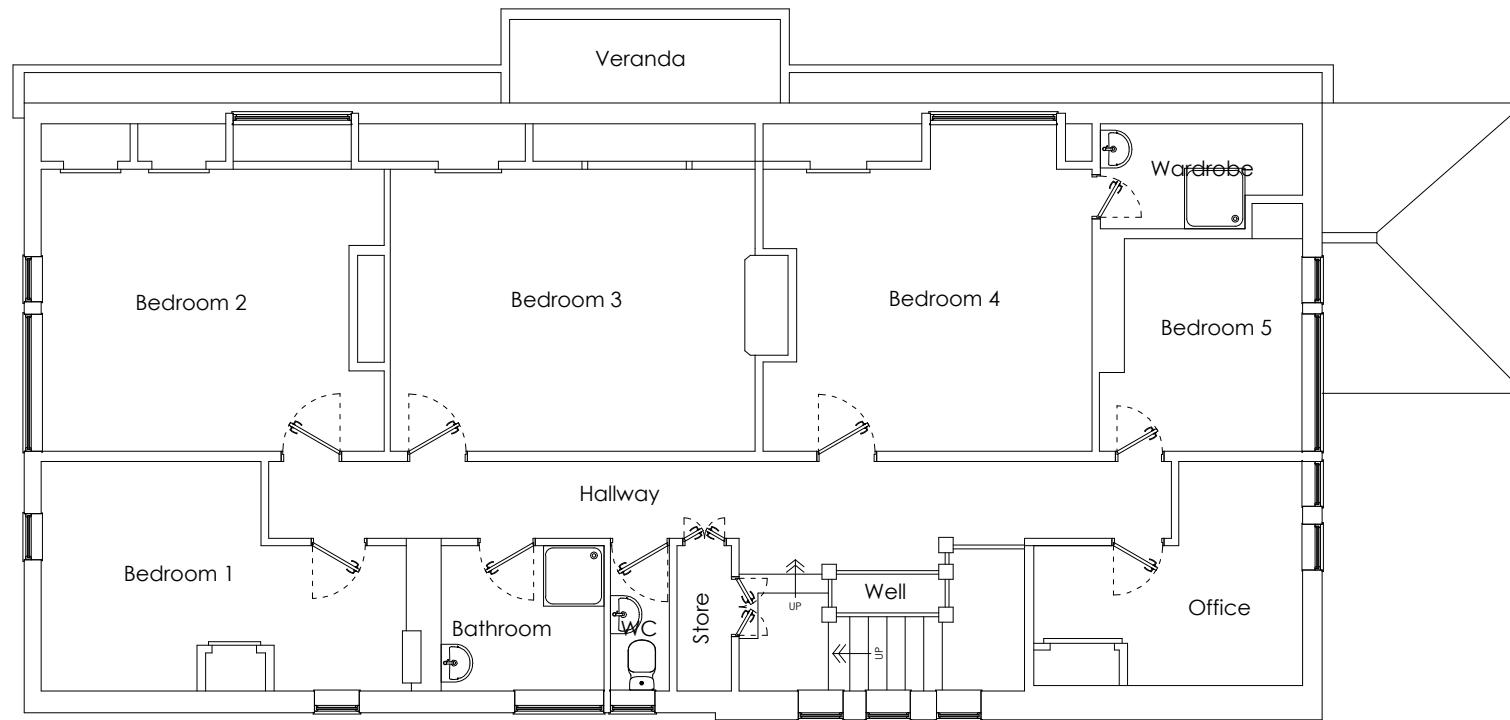 Veranda
Wardrobe
Bedroom 2
Bedroom 3
Bedroom 4
Bedroom 5
Hallway
Bedroom 1
Bathroom
WC
Store
UP
Well
UP
Office